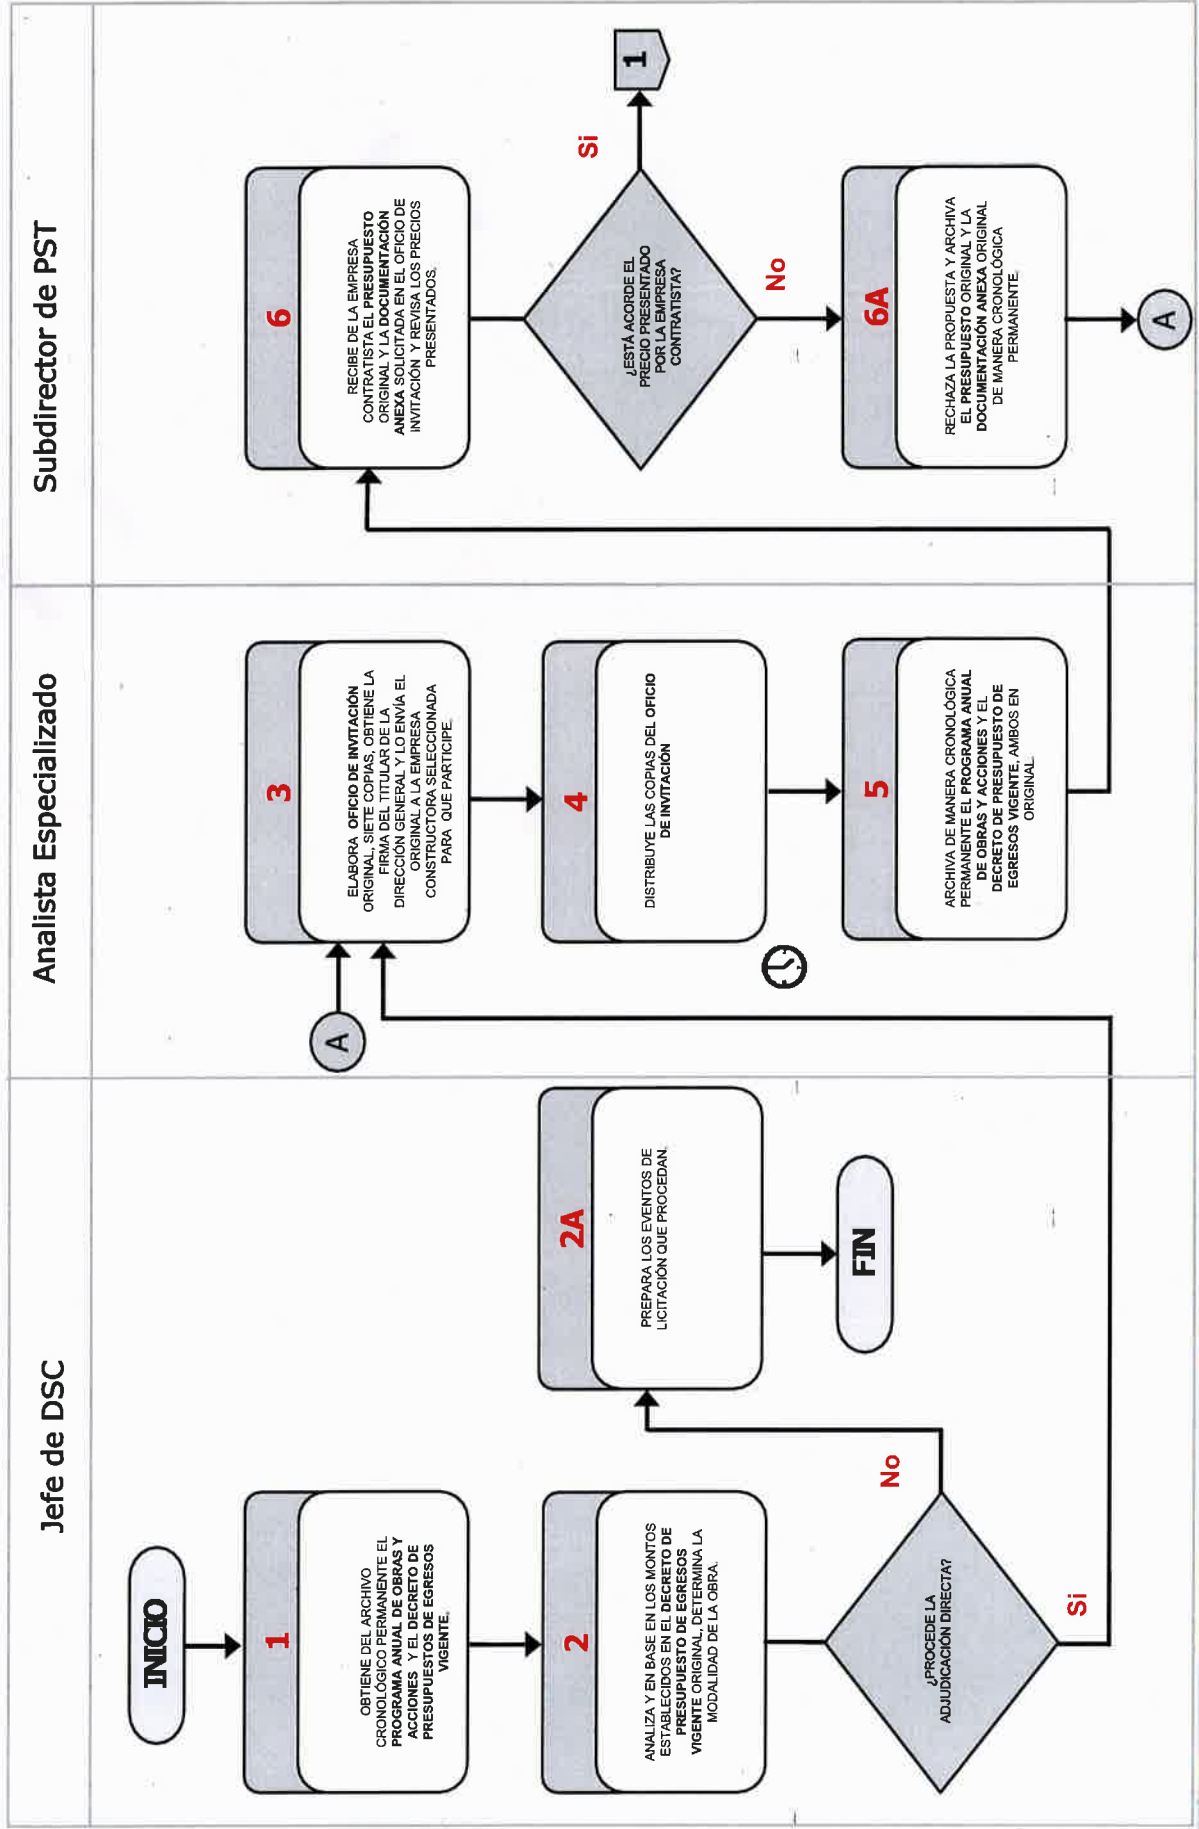 Jefe de DSC
Analista Especializado
Subdirector de PST
INICIO
1
OBTIENE DEL ARCHIVO
CRONOLÓGICO PERMANENTE EL
PROGRAMA ANUAL DE OBRAS Y
ACCIONES Y EL DECRETO DE
PRESUPUESTOS DE EGRESOS
VIGENTE.
2
ANALIZA Y EN BASE EN LOS MONTOS
ESTABLECIDOS EN EL DECRETO DE
PRESUPUESTO DE EGRESOS
VIGENTE ORIGINAL, DETERMINA LA
MODALIDAD DE LA OBRA.
¿PROCEDE LA
ADJUDICACIÓN DIRECTA?
No
Si
2A
PREPARA LOS EVENTOS DE
LICITACIÓN QUE PROCEDAN.
FIN
A
3
ELABORA OFICIO DE INVITACIÓN
ORIGINAL, SIETE COPIAS, OBTIENE LA
FIRMA DEL TITULAR DE LA
DIRECCIÓN GENERAL Y LO ENVÍA EL
ORIGINAL A LA EMPRESA
CONSTRUCTORA SELECCIONADA
PARA QUE PARTICIPE.
4
DISTRIBUYE LAS COPIAS DEL OFICIO
DE INVITACIÓN
5
ARCHIVA DE MANERA CRONOLÓGICA
PERMANENTE EL PROGRAMA ANUAL
DE OBRAS Y ACCIONES Y EL
DECRETO DE PRESUPUESTO DE
EGRESOS VIGENTE, AMBOS EN
ORIGINAL.
6
RECIBE DE LA EMPRESA
CONTRATISTA EL PRESUPUESTO
ORIGINAL Y LA DOCUMENTACIÓN
ANEXA SOLICITADA EN EL OFICIO DE
INVITACIÓN Y REVISA LOS PRECIOS
PRESENTADOS.
¿ESTÁ ACORDE EL
PRECIO PRESENTADO
POR LA EMPRESA
CONTRATISTA?
Si
1
No
6A
RECHAZA LA PROPUESTA Y ARCHIVA
EL PRESUPUESTO ORIGINAL Y LA
DOCUMENTACIÓN ANEXA ORIGINAL
DE MANERA CRONOLÓGICA
PERMANENTE.
A